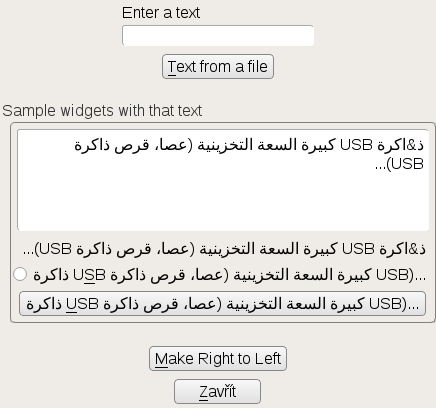 Enter a text
Text from a file
Sample widgets with that text
ذ&اكرة USB كبيرة السعة التخزينية (عصا، قرص ذاكرة
USB)...
ذ&اكرة USB كبيرة السعة التخزينية (عصا، قرص ذاكرة USB)...
ذاكرة USB كبيرة السعة التخزينية (عصا، قرص ذاكرة USB)...
ذاكرة USB كبيرة السعة التخزينية (عصا، قرص ذاكرة USB)...
Make Right to Left
Zavřít